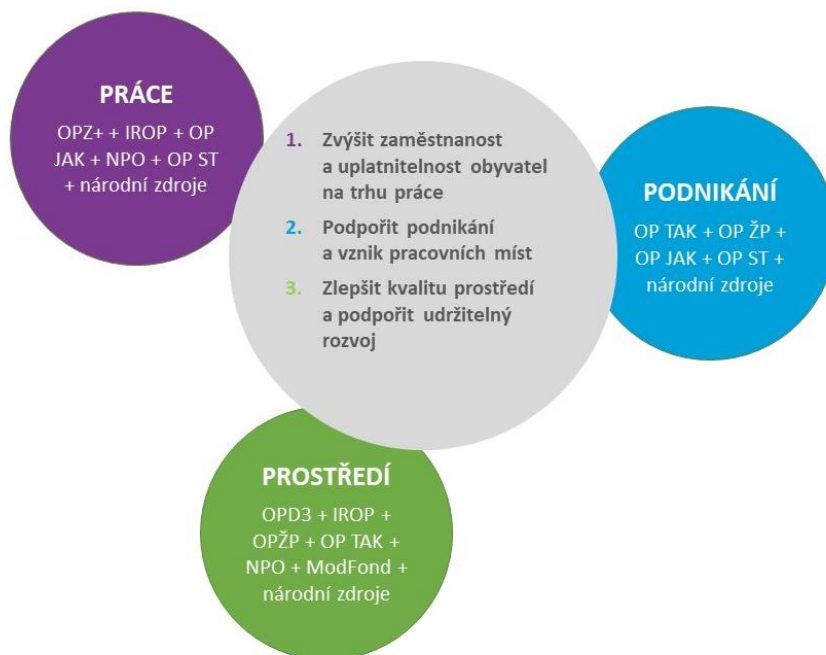 PRÁCE
OPZ+ + IROP + OP
JAK + NPO + OP ST
+ národní zdroje
1. Zvýšit zaměstnanost
a uplatnitelnost obyvatel
na trhu práce
2. Podpořit podnikání
a vznik pracovních míst
3. Zlepšit kvalitu prostředí
a podpořit udržitelný
rozvoj
PODNIKÁNÍ
OP TAK + OP ŽP +
OP JAK + OP ST +
národní zdroje
PROSTŘEDÍ
OPD3 + IROP +
OPŽP + OP TAK +
NPO + ModFond +
národní zdroje